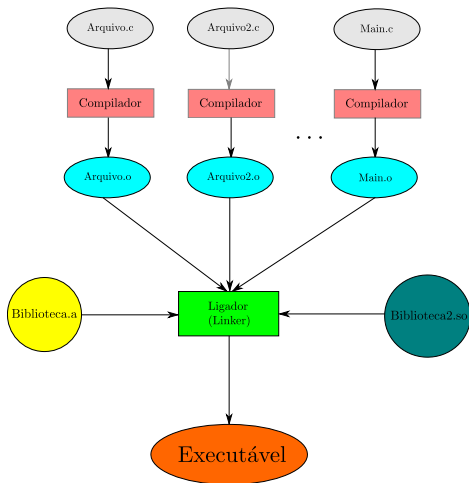 Arquivo.c
Arquivo2.c
Main.c
Compilador
Compilador
Compilador
...
Arquivo.o
Arquivo2.o
Main.o
Biblioteca.a
Ligador
(Linker)
Biblioteca2.so
Executável